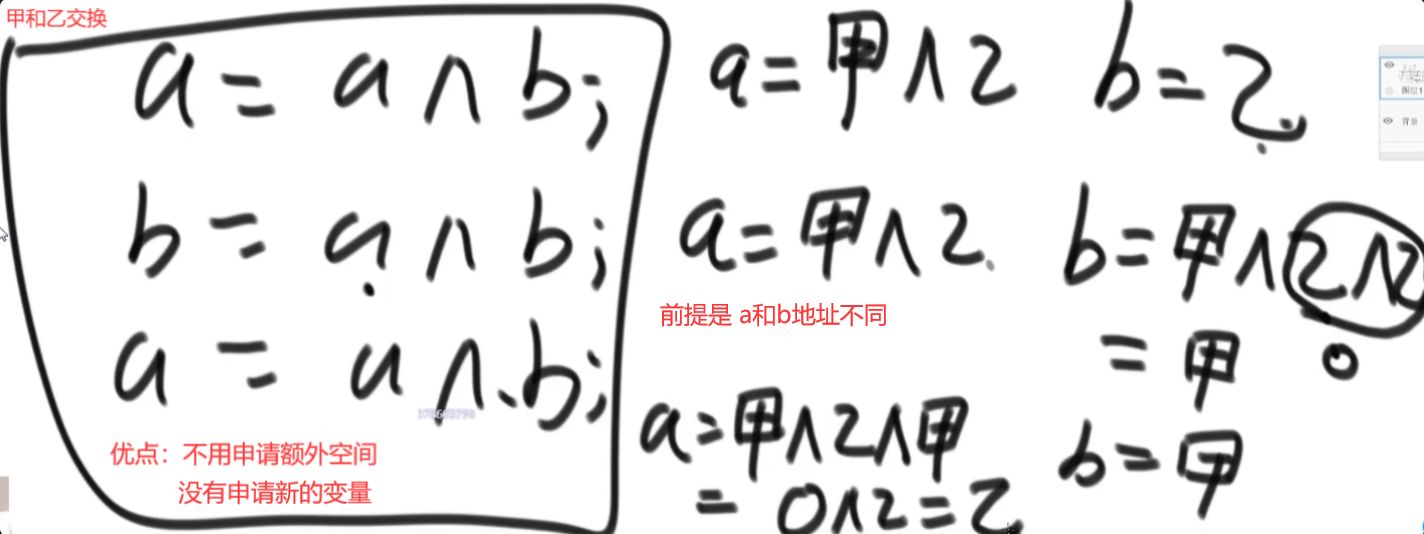 甲和乙交换
a = a ∧ b;
a = 甲 ∧ 乙 b = 乙
b = a ∧ b;
a = 甲 ∧ 乙 b = 甲 ∧ 乙 ∧ 乙
前提是 a和b地址不同
= 甲 0
a = a ∧ b;
a = 甲 ∧ 乙 ∧ 甲
= 0 ∧ 乙 = 乙
b = 甲
优点：不用申请额外空间
没有申请新的变量
背景